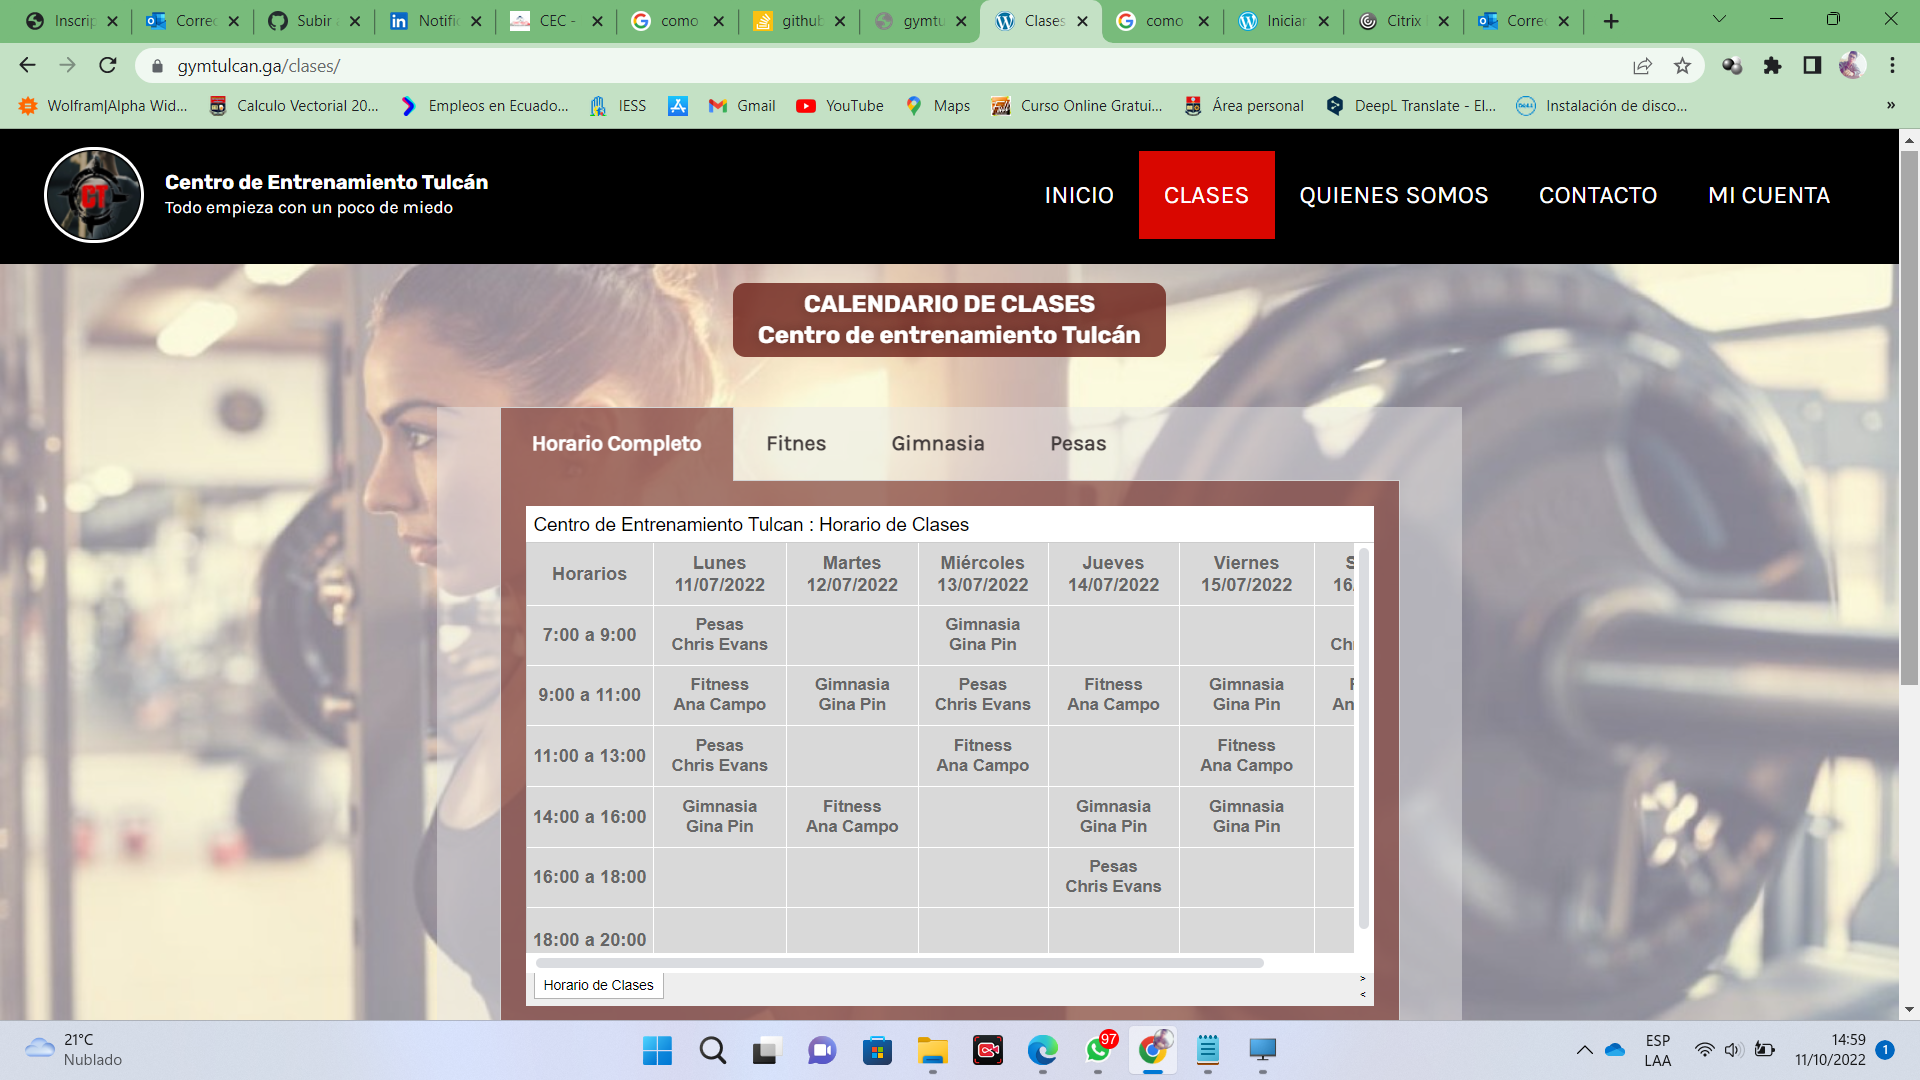 Inscrip
Correc
Subir
Notific
CEC -
como
github
gymtu
Clases
como
Iniciar
Citrix
Correc
gymtulcan.ga/clases/
Wolfram|Alpha Wid...
Calculo Vectorial 20...
Empleos en Ecuado...
IESS
Gmail
YouTube
Maps
Curso Online Gratui...
Área personal
DeepL Translate - El...
Instalación de disco...
»
CT
Centro de Entrenamiento Tulcán
Todo empieza con un poco de miedo
INICIO
CLASES
QUIENES SOMOS
CONTACTO
MI CUENTA
CALENDARIO DE CLASES
Centro de entrenamiento Tulcán
Horario Completo
Fitnes
Gimnasia
Pesas
Centro de Entrenamiento Tulcan : Horario de Clases
Horarios
Lunes
11/07/2022
Martes
12/07/2022
Miércoles
13/07/2022
Jueves
14/07/2022
Viernes
15/07/2022
S
16
7:00 a 9:00
Pesas
Chris Evans
Gimnasia
Gina Pin
Ch
9:00 a 11:00
Fitness
Ana Campo
Gimnasia
Gina Pin
Pesas
Chris Evans
Fitness
Ana Campo
Gimnasia
Gina Pin
F
An
11:00 a 13:00
Pesas
Chris Evans
Fitness
Ana Campo
Fitness
Ana Campo
14:00 a 16:00
Gimnasia
Gina Pin
Fitness
Ana Campo
Gimnasia
Gina Pin
Gimnasia
Gina Pin
16:00 a 18:00
Pesas
Chris Evans
18:00 a 20:00
Horario de Clases
>
<
21°C
Nublado
97
ESP
LAA
14:59
11/10/2022
1